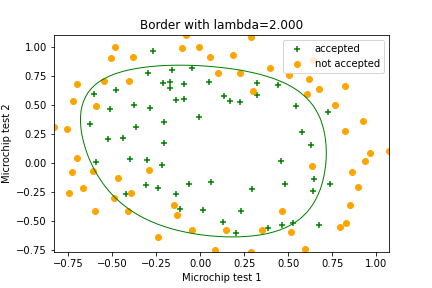 Border with lambda=2.000
accepted
not accepted
1.00
0.75
0.50
0.25
0.00
−0.25
−0.50
−0.75
Microchip test 2
−0.75 −0.50 −0.25 0.00 0.25 0.50 0.75 1.00
Microchip test 1